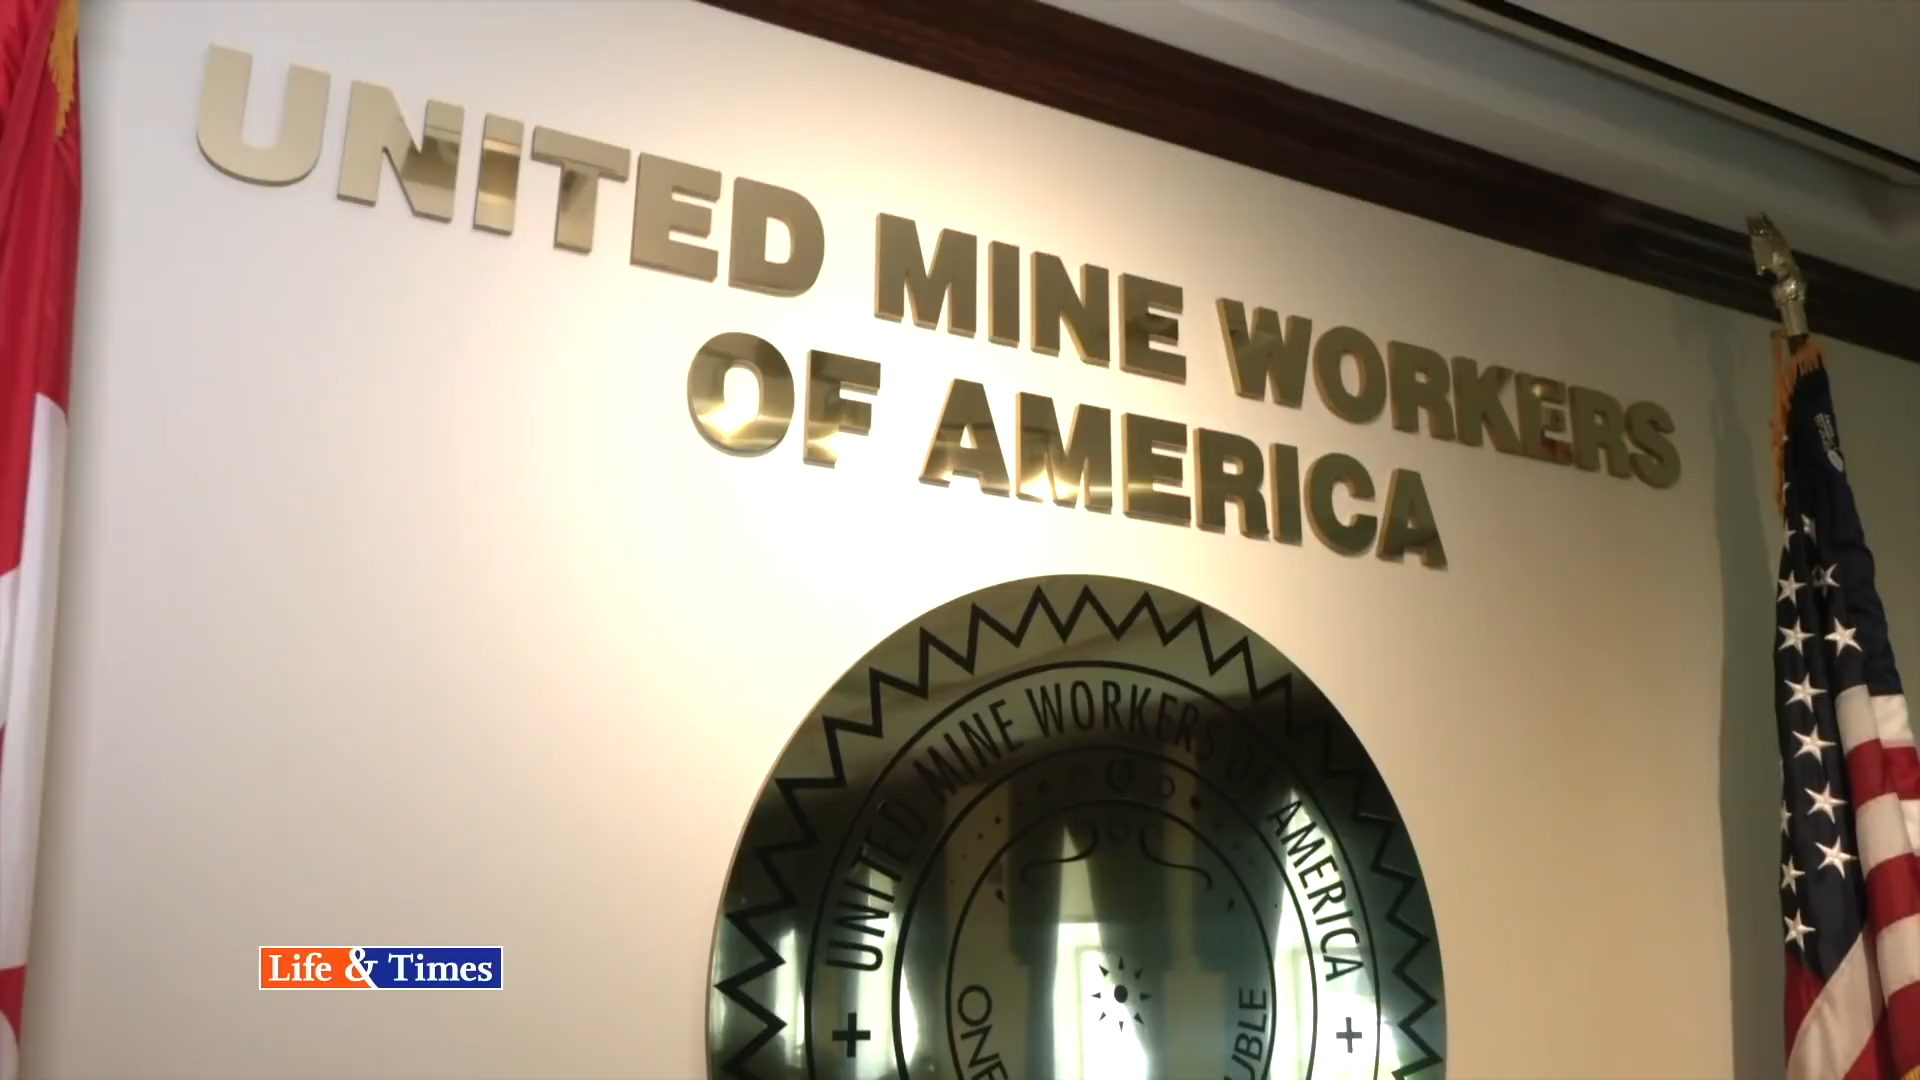 UNITED MINE WORKERS
OF AMERICA
UNITED MINE WORKERS OF AMERICA
Life & Times